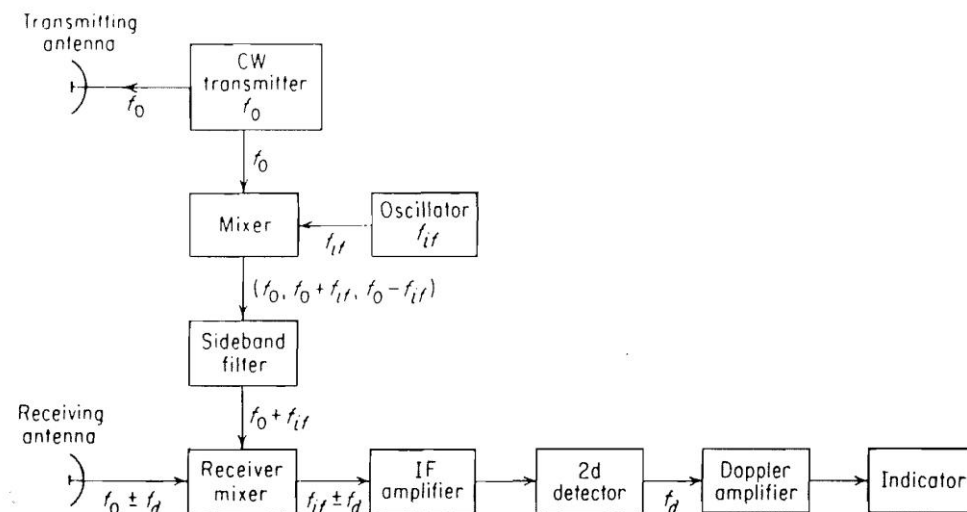 Transmitting
antenna
CW
transmitter
f0
f0
f0
Mixer
Oscillator
fif
fif
(f0, f0 + fif, f0 − fif)
Sideband
filter
f0 + fif
Receiving
antenna
f0 ± fd
Receiver
mixer
fif ± fd
IF
amplifier
2d
detector
fd
Doppler
amplifier
Indicator